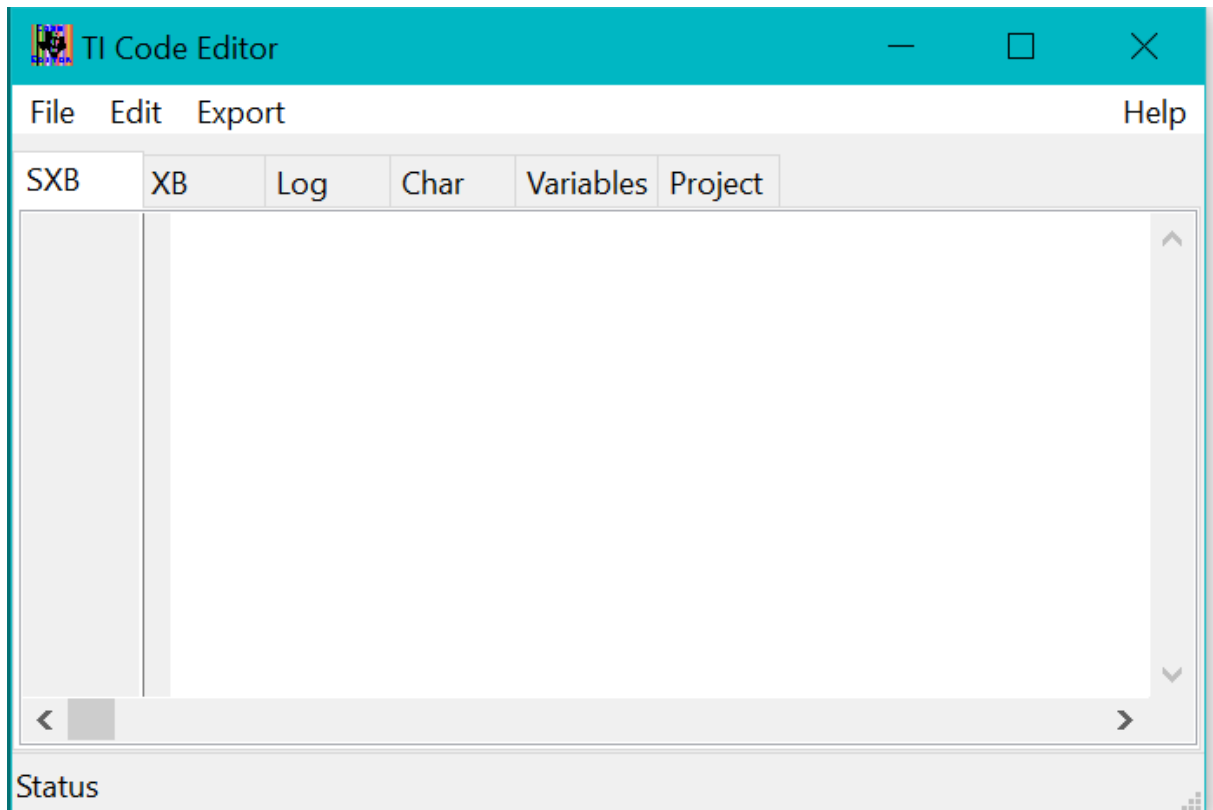 TI Code Editor
File Edit Export Help
SXB XB Log Char Variables Project
Status